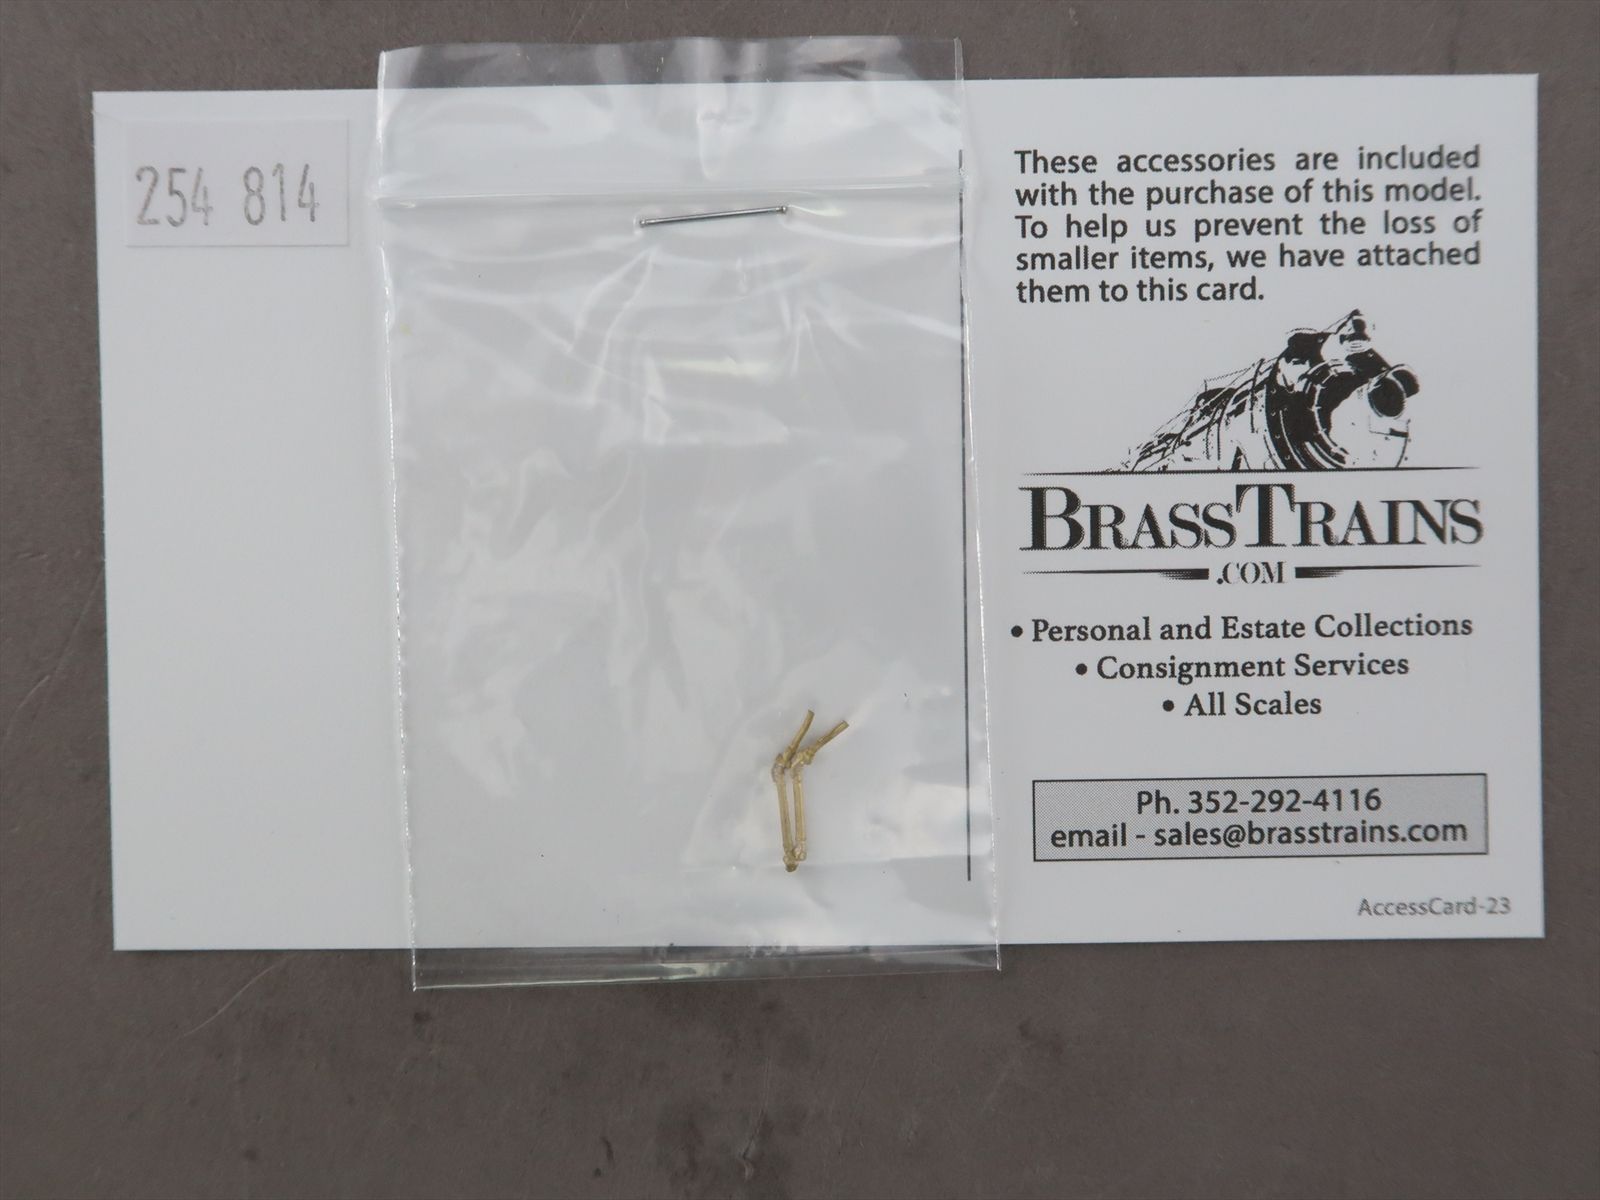 254 814
These accessories are included
with the purchase of this model.
To help us prevent the loss of
smaller items, we have attached
them to this card.
BRASSTRAINS
.COM
• Personal and Estate Collections
• Consignment Services
• All Scales
Ph. 352-292-4116
email - sales@brasstrains.com
AccessCard-23